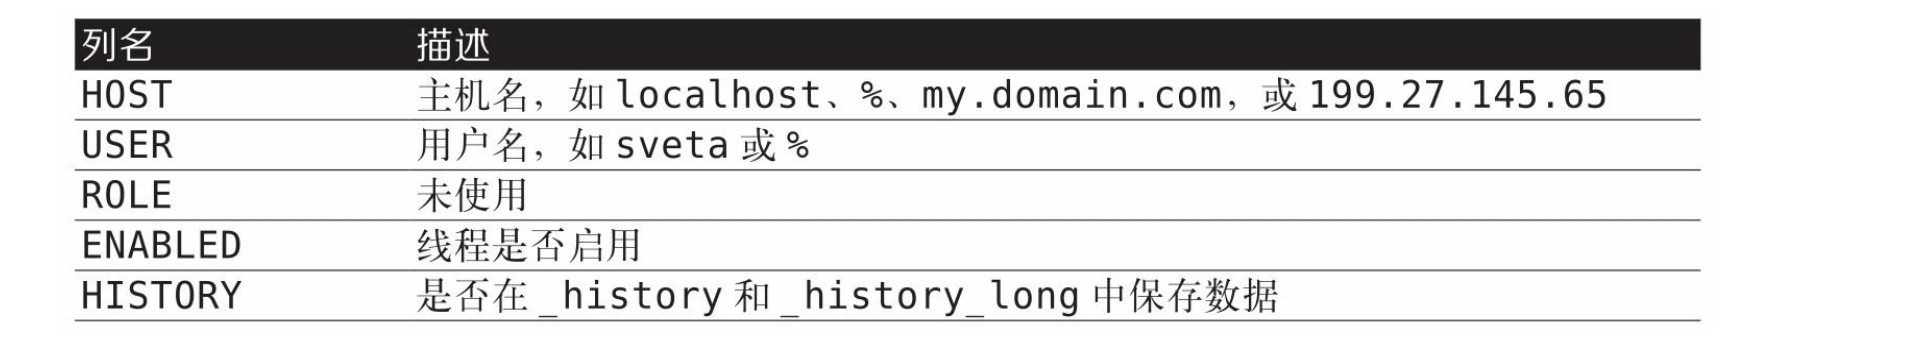 列名 描述
HOST 主机名，如 localhost、%、my.domain.com，或 199.27.145.65
USER 用户名，如 sveta 或 %
ROLE 未使用
ENABLED 线程是否启用
HISTORY 是否在 _history 和 _history_long 中保存数据